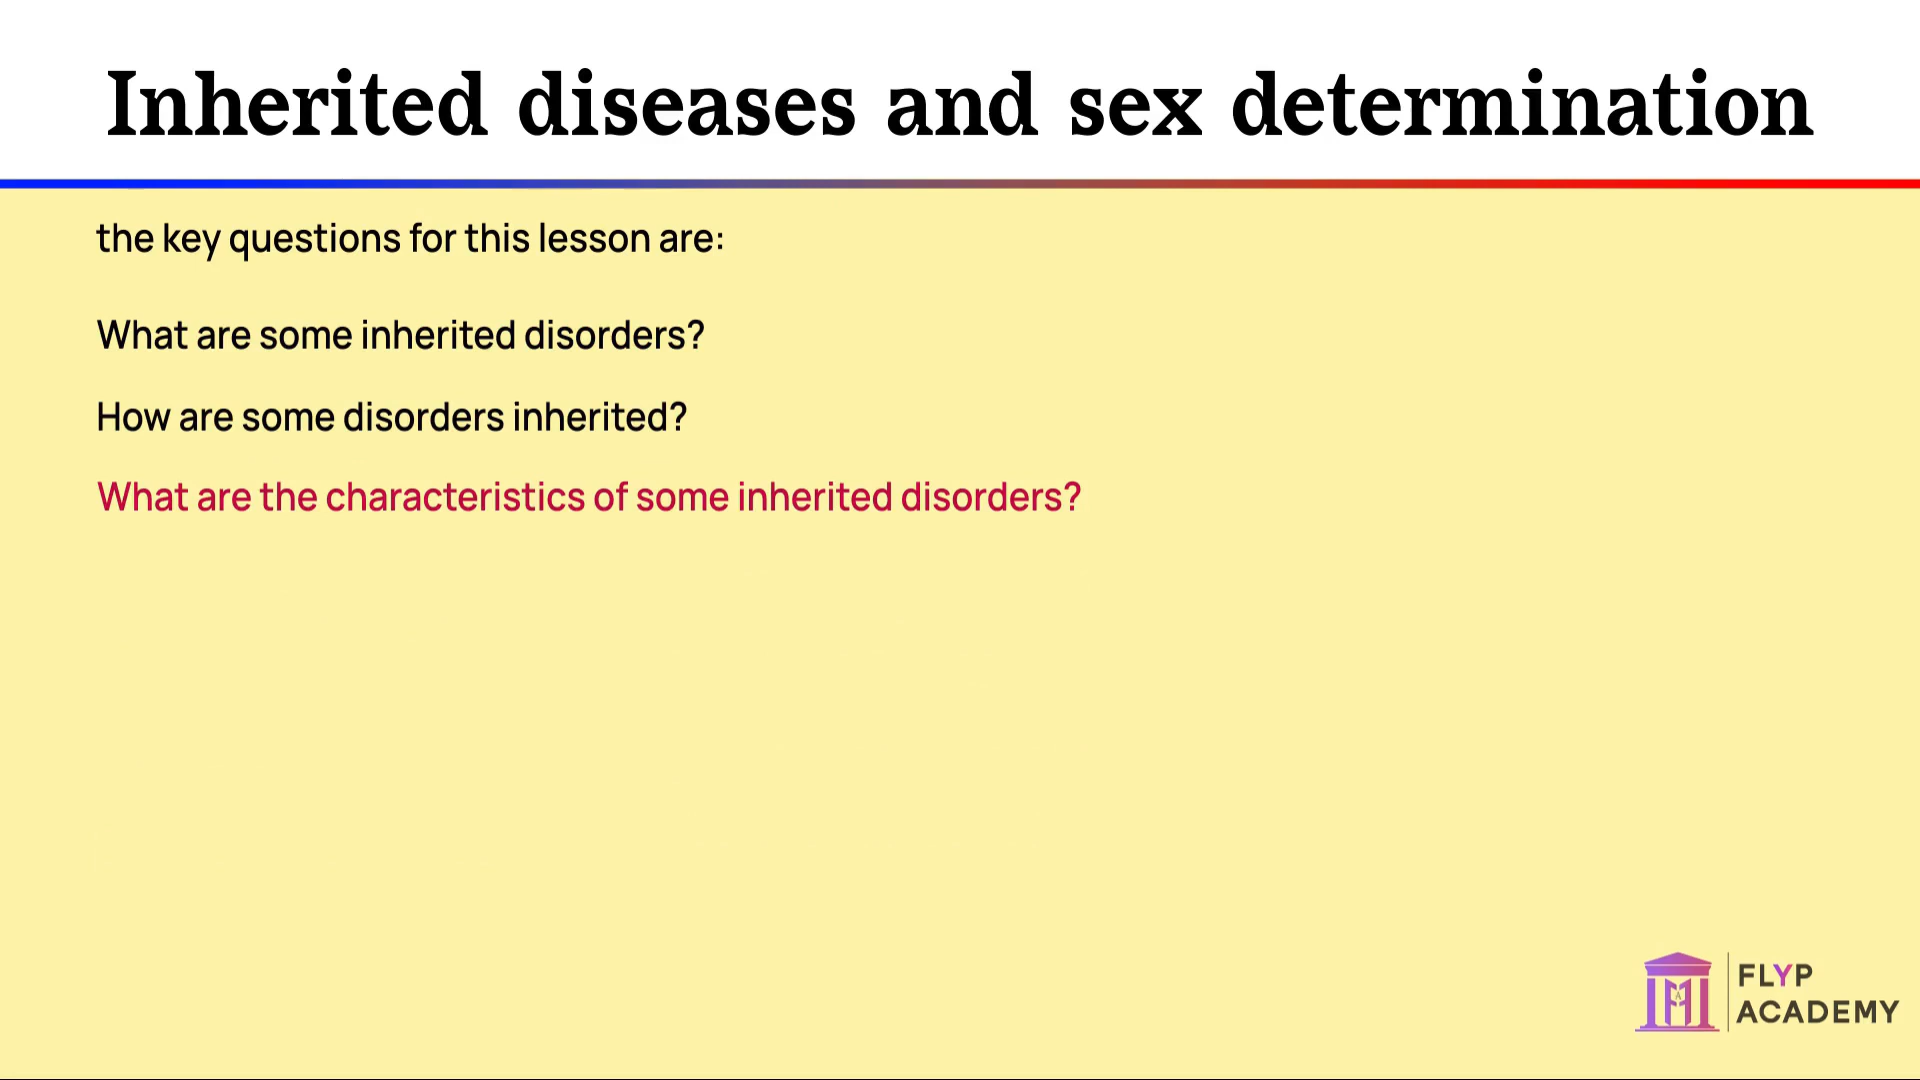 Inherited diseases and sex determination
the key questions for this lesson are:
What are some inherited disorders?
How are some disorders inherited?
What are the characteristics of some inherited disorders?
FLYP
ACADEMY